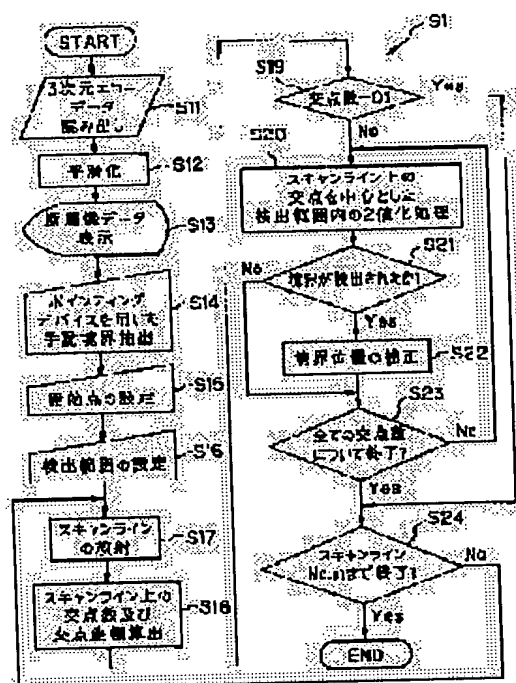 START
3次元エコー
データ
読み出し
S11
平滑化
S12
原画像データ
表示
S13
ポインティング
デバイスを用いた
手動境界抽出
S14
開始点の設定
S15
検出範囲の設定
S16
スキャンライン
の放射
S17
スキャンライン上の
交点数及び
交点座標算出
S18
S1
S19
交点数=0?
Yes
No
S20
スキャンライン上の
交点を中心とした
検出範囲内の2値化処理
S21
No
境界が検出されたか?
Yes
境界位置の補正
S22
S23
全ての交点数
について終了?
No
Yes
S24
スキャンライン
No.nまで終了?
No
Yes
END